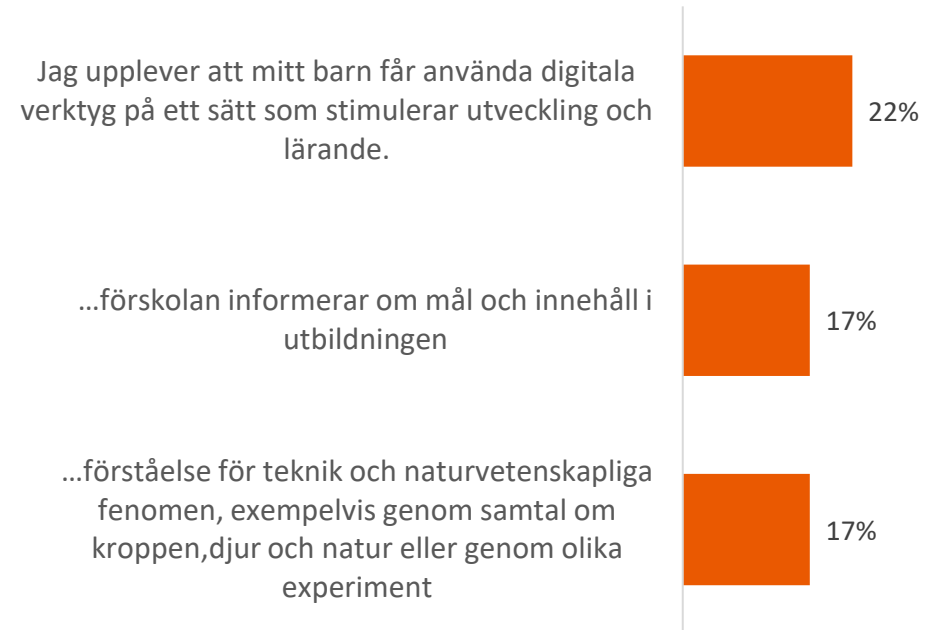 Jag upplever att mitt barn får använda digitala
verktyg på ett sätt som stimulerar utveckling och
lärande.
22%
...förskolan informerar om mål och innehåll i
utbildningen
17%
...förståelse för teknik och naturvetenskapliga
fenomen, exempelvis genom samtal om
kroppen,djur och natur eller genom olika
experiment
17%